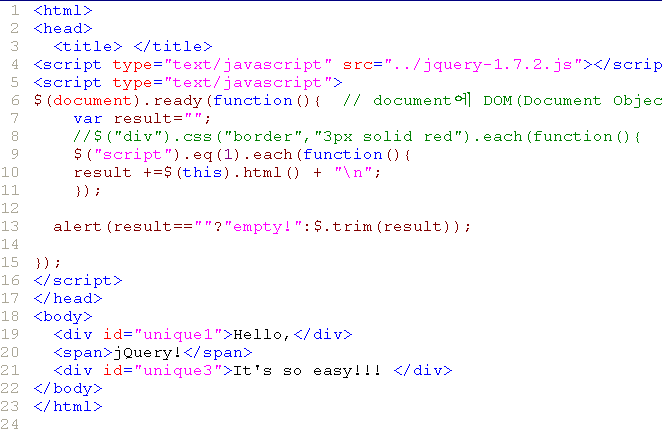 1 <html>
2 <head>
3   <title> </title>
4 <script type="text/javascript" src="../jquery-1.7.2.js"></scrip
5 <script type="text/javascript">
6 $(document).ready(function(){  // document에 DOM(Document Objec
7     var result="";
8     //$("div").css("border","3px solid red").each(function(){
9     $("script").eq(1).each(function(){
10     result +=$(this).html() + "\n";
11     });
12
13   alert(result==""?"empty!":$.trim(result));
14
15 });
16 </script>
17 </head>
18 <body>
19   <div id="unique1">Hello,</div>
20   <span>jQuery!</span>
21   <div id="unique3">It's so easy!!! </div>
22 </body>
23 </html>
24